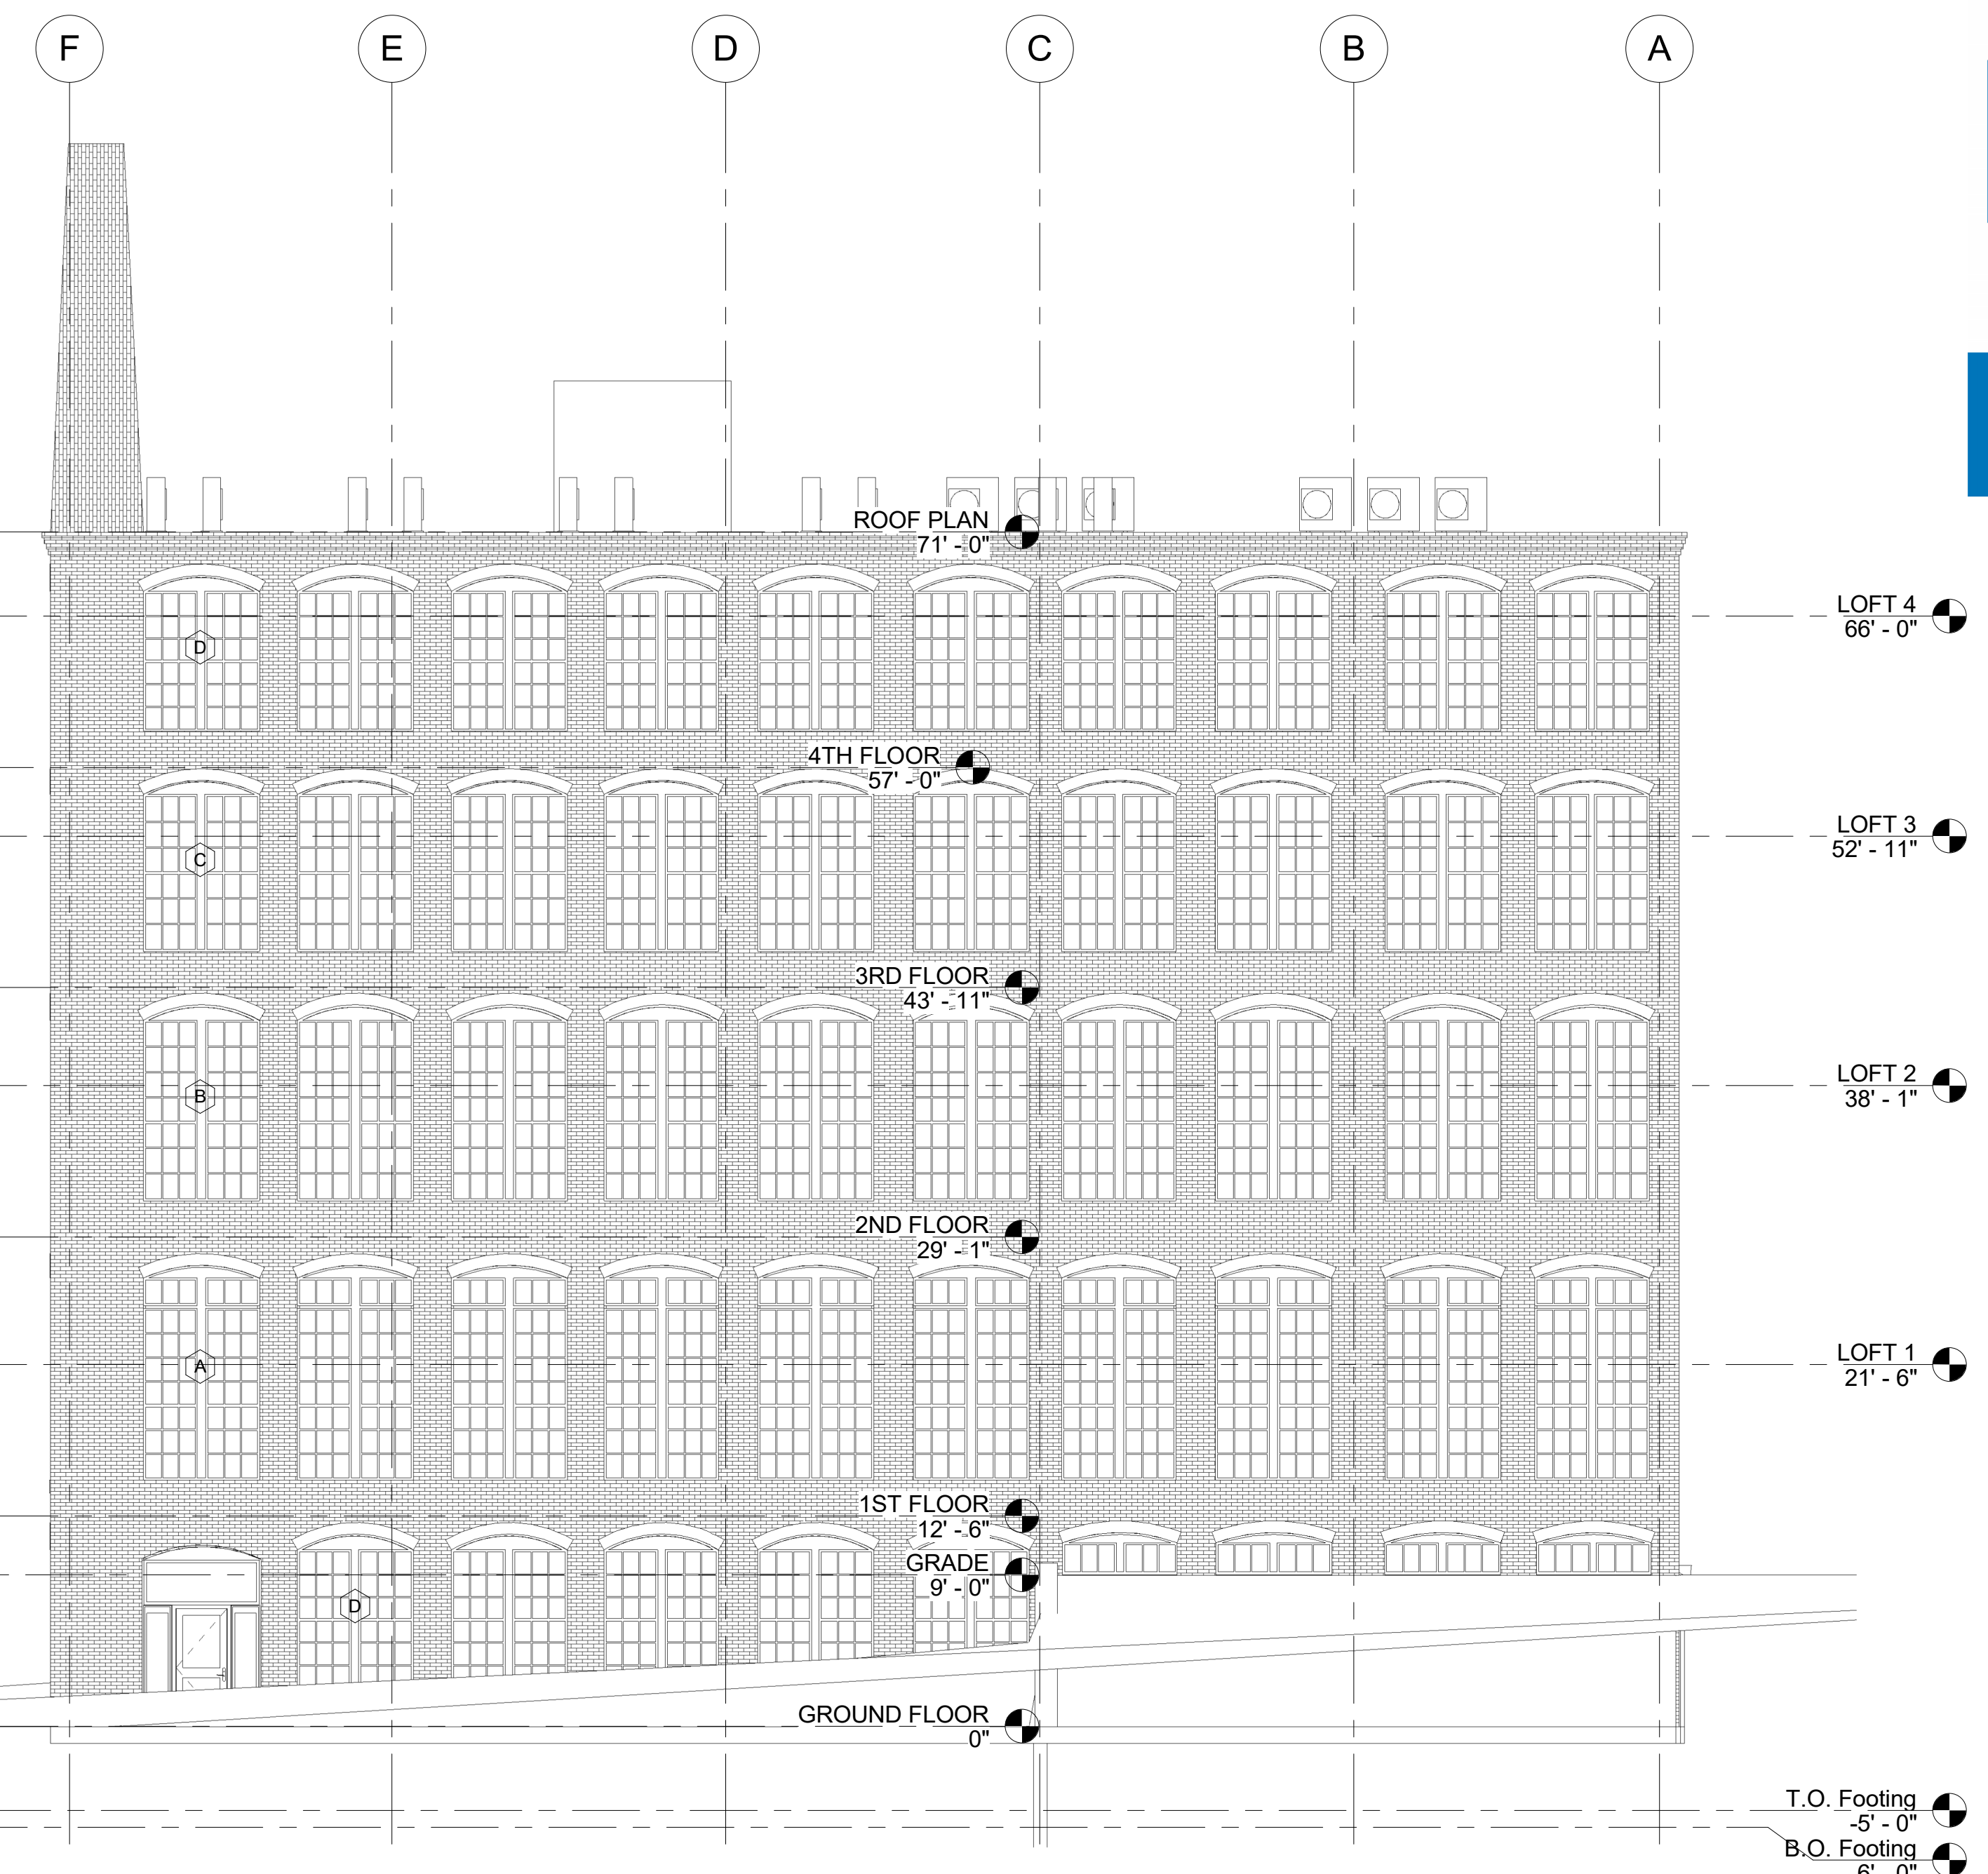 F
E
D
C
B
A
ROOF PLAN
71' - 0"
LOFT 4
66' - 0"
D
4TH FLOOR
57' - 0"
LOFT 3
52' - 11"
C
3RD FLOOR
43' - 11"
LOFT 2
38' - 1"
B
2ND FLOOR
29' - 1"
LOFT 1
21' - 6"
A
1ST FLOOR
12' - 6"
GRADE
9' - 0"
D
GROUND FLOOR
0"
T.O. Footing
-5' - 0"
B.O. Footing